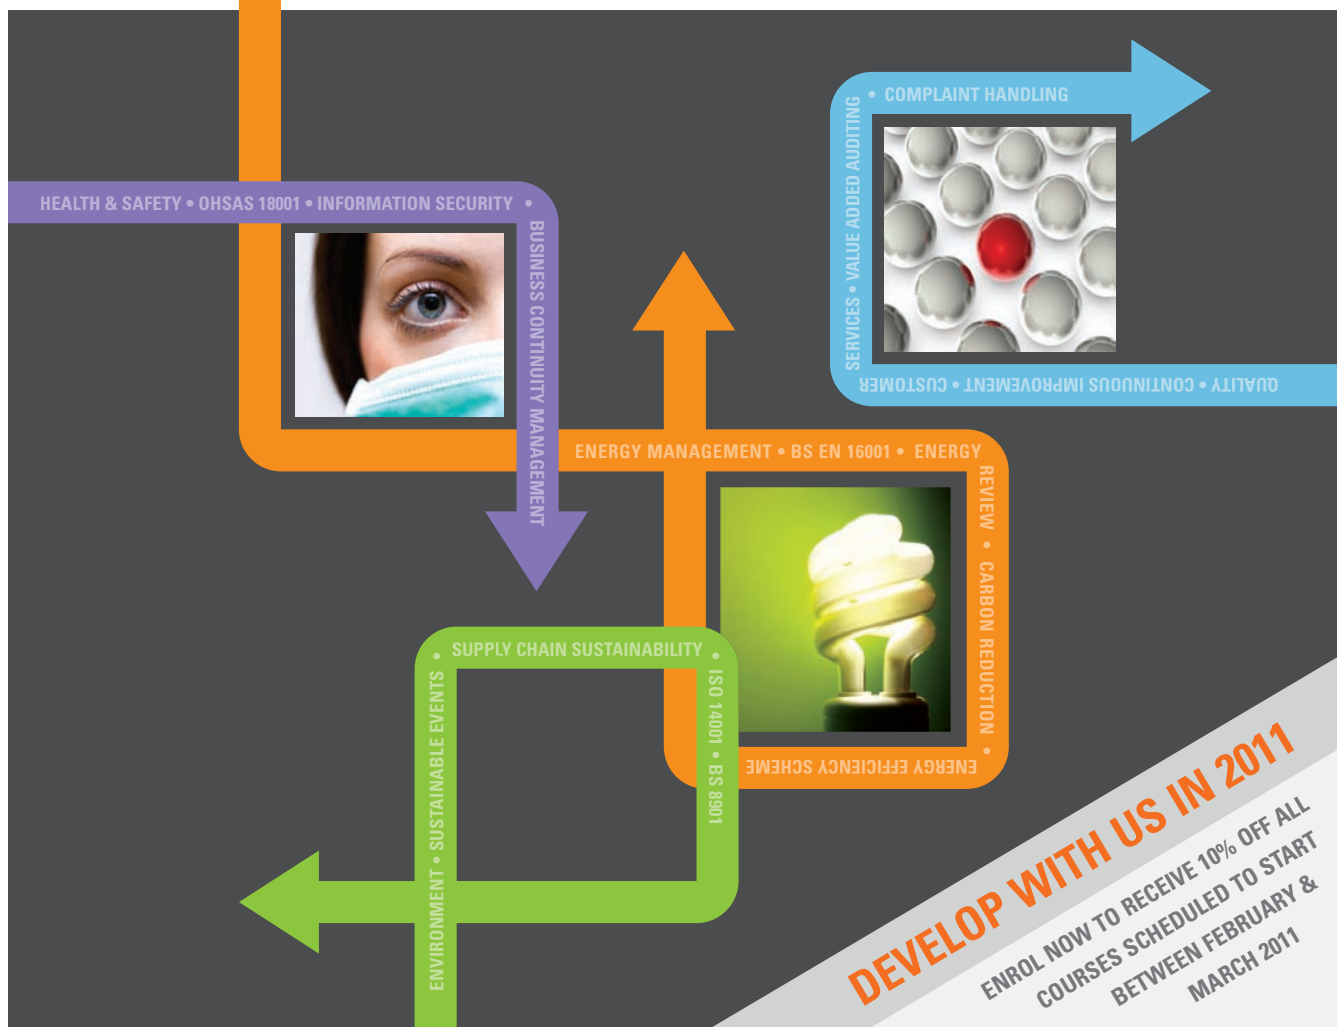 HEALTH & SAFETY • OHSAS 18001 • INFORMATION SECURITY •
BUSINESS CONTINUITY MANAGEMENT
QUALITY • CONTINUOUS IMPROVEMENT • CUSTOMER
SERVICES • VALUE ADDED AUDITING
• COMPLAINT HANDLING
ENERGY MANAGEMENT • BS EN 16001 • ENERGY
REVIEW • CARBON REDUCTION •
ENERGY EFFICIENCY SCHEME
ENVIRONMENT • SUSTAINABLE EVENTS •
SUPPLY CHAIN SUSTAINABILITY
• ISO 14001 • BS 8901
DEVELOP WITH US IN 2011
ENROL NOW TO RECEIVE 10% OFF ALL
COURSES SCHEDULED TO START
BETWEEN FEBRUARY &
MARCH 2011